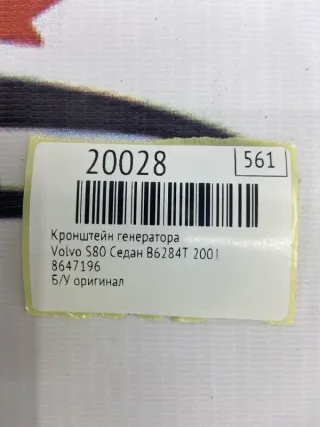 20028
561
Кронштейн генератора
Volvo S80 Седан B6284T 2001
8647196
Б/У оригинал